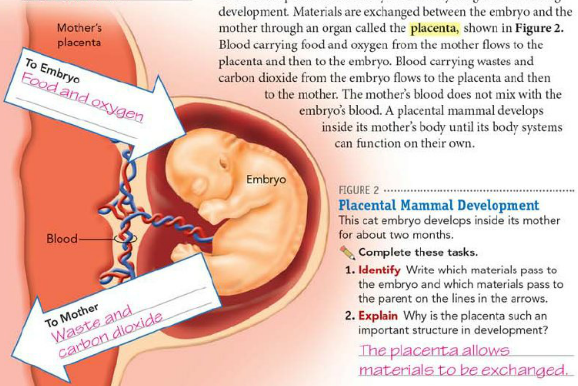 development. Materials are exchanged between the embryo and the
mother through an organ called the placenta, shown in Figure 2.
Blood carrying food and oxygen from the mother flows to the
placenta and then to the embryo. Blood carrying wastes and
carbon dioxide from the embryo flows to the placenta and then
to the mother. The mother's blood does not mix with the
embryo's blood. A placental mammal develops
inside its mother's body until its body systems
can function on their own.
Mother's
placenta
To Embryo
Food and oxygen
Embryo
Blood
To Mother
Waste and
carbon dioxide
FIGURE 2
Placental Mammal Development
This cat embryo develops inside its mother
for about two months.
Complete these tasks.
1. Identify Write which materials pass to
the embryo and which materials pass to
the parent on the lines in the arrows.
2. Explain Why is the placenta such an
important structure in development?
The placenta allows
materials to be exchanged.